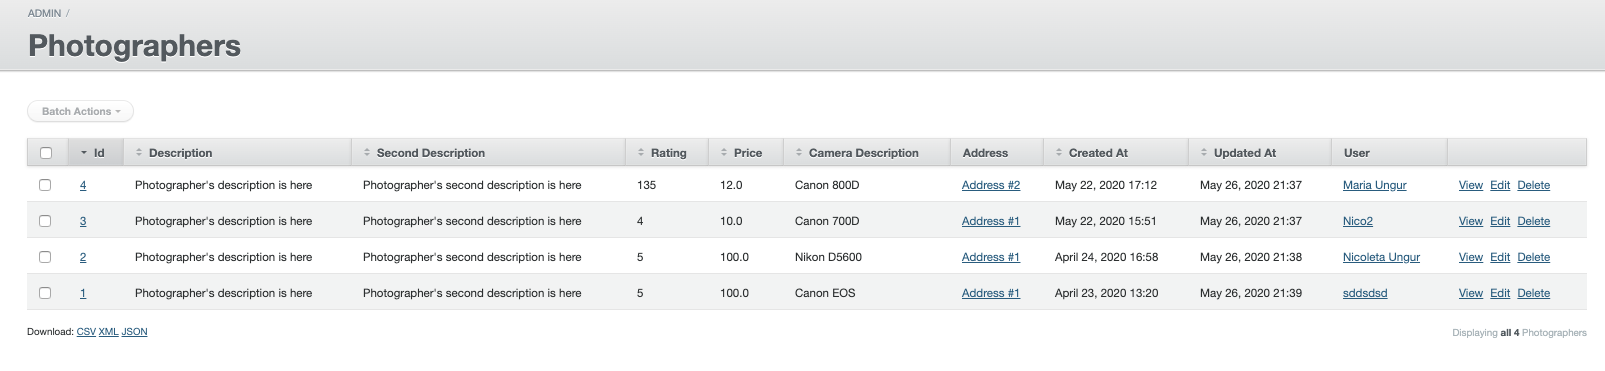 ADMIN /
Photographers
Batch Actions
Id Description Second Description Rating Price Camera Description Address Created At Updated At User
4 Photographer's description is here Photographer's second description is here 135 12.0 Canon 800D Address #2 May 22, 2020 17:12 May 26, 2020 21:37 Maria Ungur View Edit Delete
3 Photographer's description is here Photographer's second description is here 4 10.0 Canon 700D Address #1 May 22, 2020 15:51 May 26, 2020 21:37 Nico2 View Edit Delete
2 Photographer's description is here Photographer's second description is here 5 100.0 Nikon D5600 Address #1 April 24, 2020 16:58 May 26, 2020 21:38 Nicoleta Ungur View Edit Delete
1 Photographer's description is here Photographer's second description is here 5 100.0 Canon EOS Address #1 April 23, 2020 13:20 May 26, 2020 21:39 sddsdsd View Edit Delete
Download: CSV XML JSON Displaying all 4 Photographers